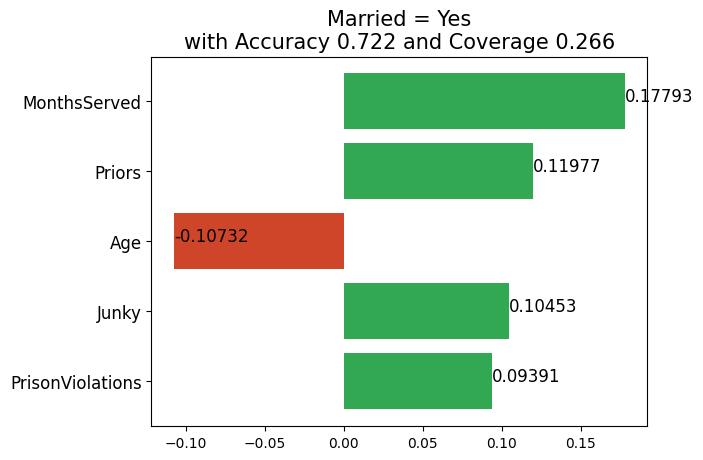 Married = Yes
with Accuracy 0.722 and Coverage 0.266
MonthsServed 0.17793
Priors 0.11977
Age -0.10732
Junky 0.10453
PrisonViolations 0.09391
−0.10 −0.05 0.00 0.05 0.10 0.15